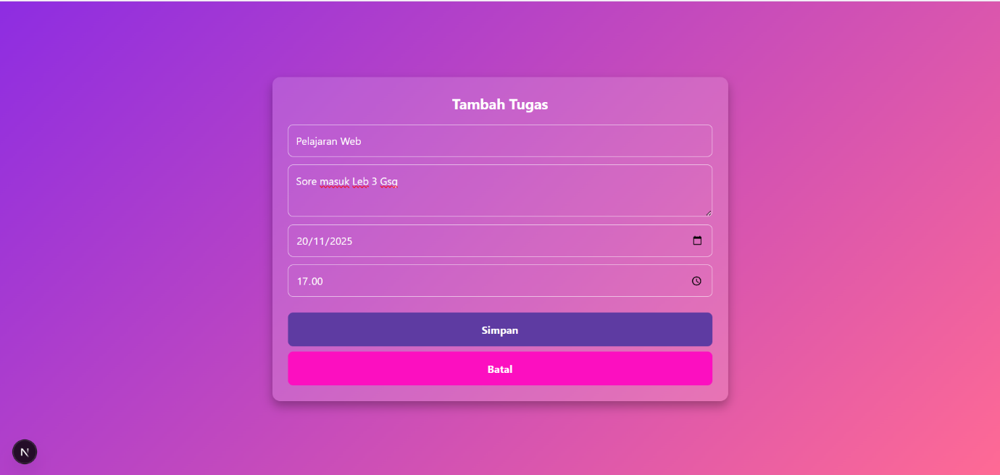 Tambah Tugas
Pelajaran Web
Sore masuk Leb 3 Gsg
20/11/2025
17.00
Simpan
Batal
N